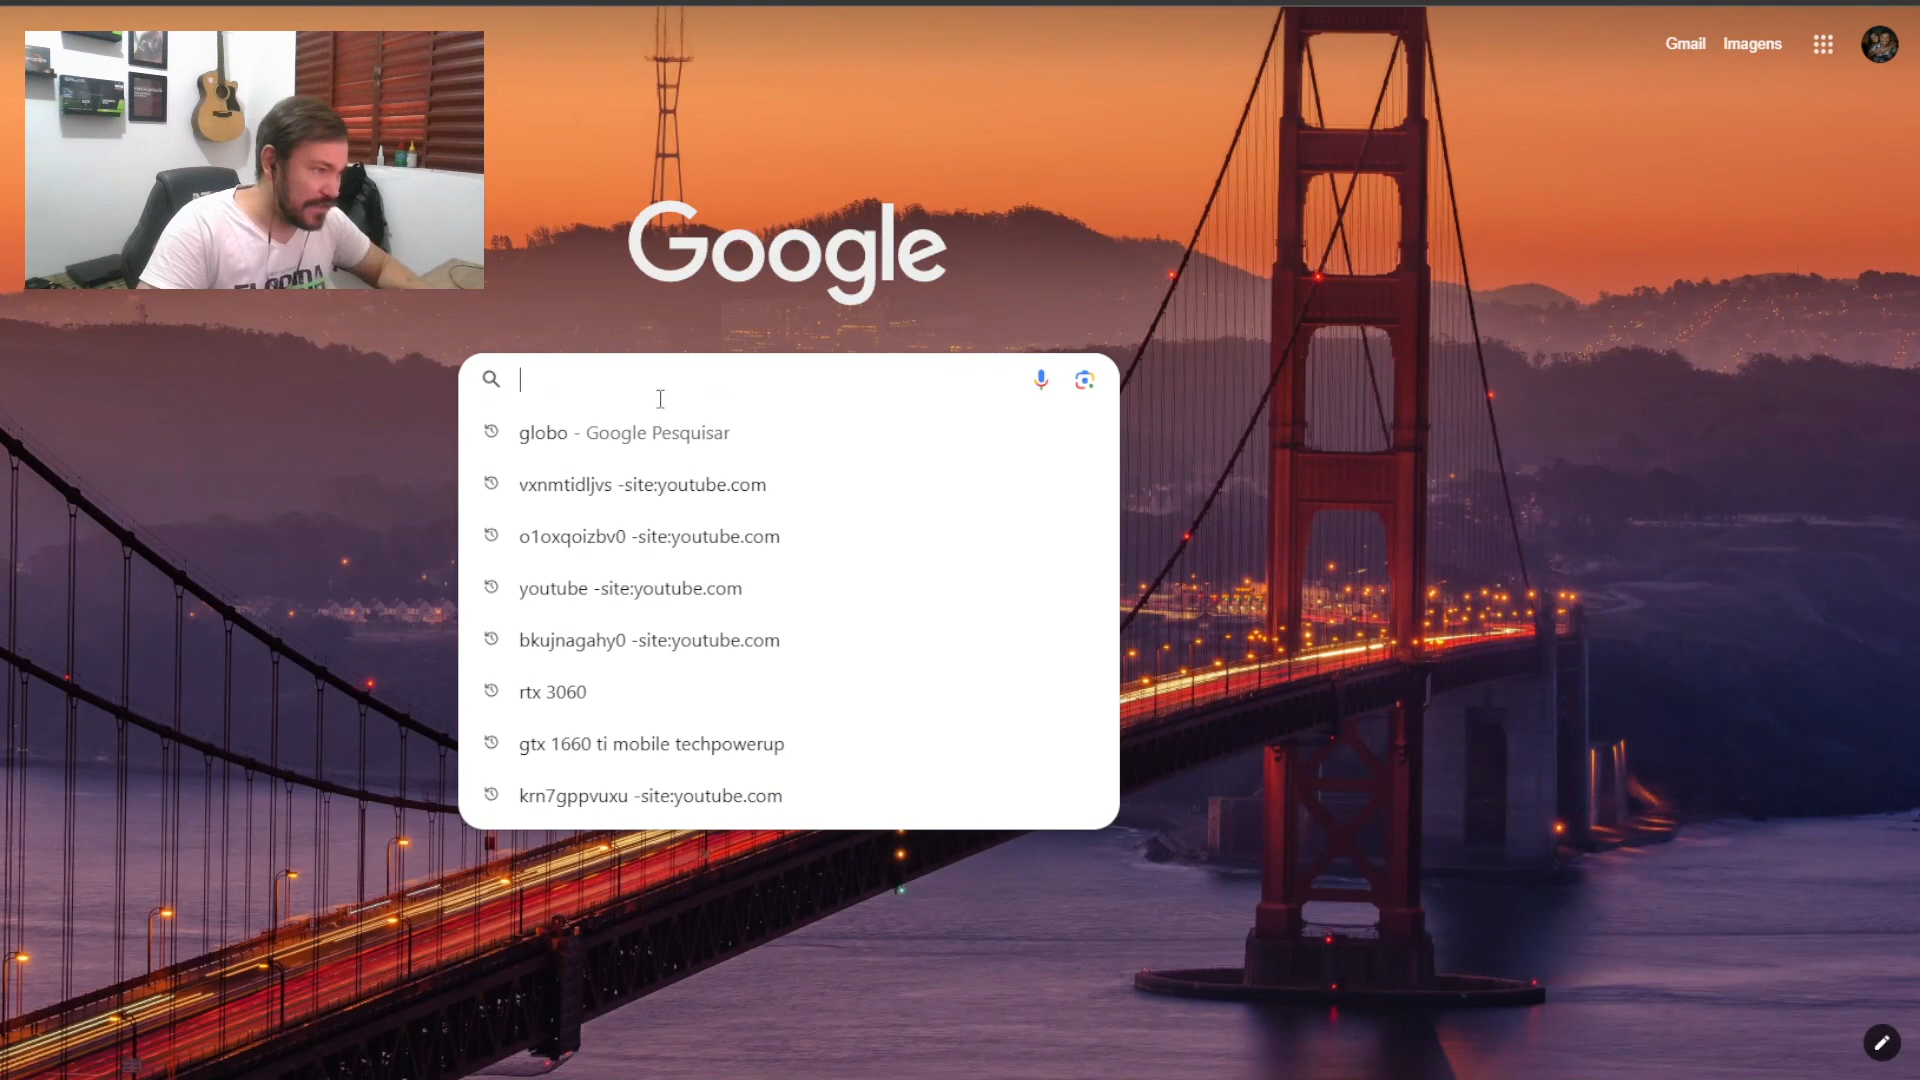 Gmail Imagens
Google
globo - Google Pesquisar
vxnmtidljvs -site:youtube.com
o1oxqoizbv0 -site:youtube.com
youtube -site:youtube.com
bkujnagahy0 -site:youtube.com
rtx 3060
gtx 1660 ti mobile techpowerup
krn7gppvuxu -site:youtube.com